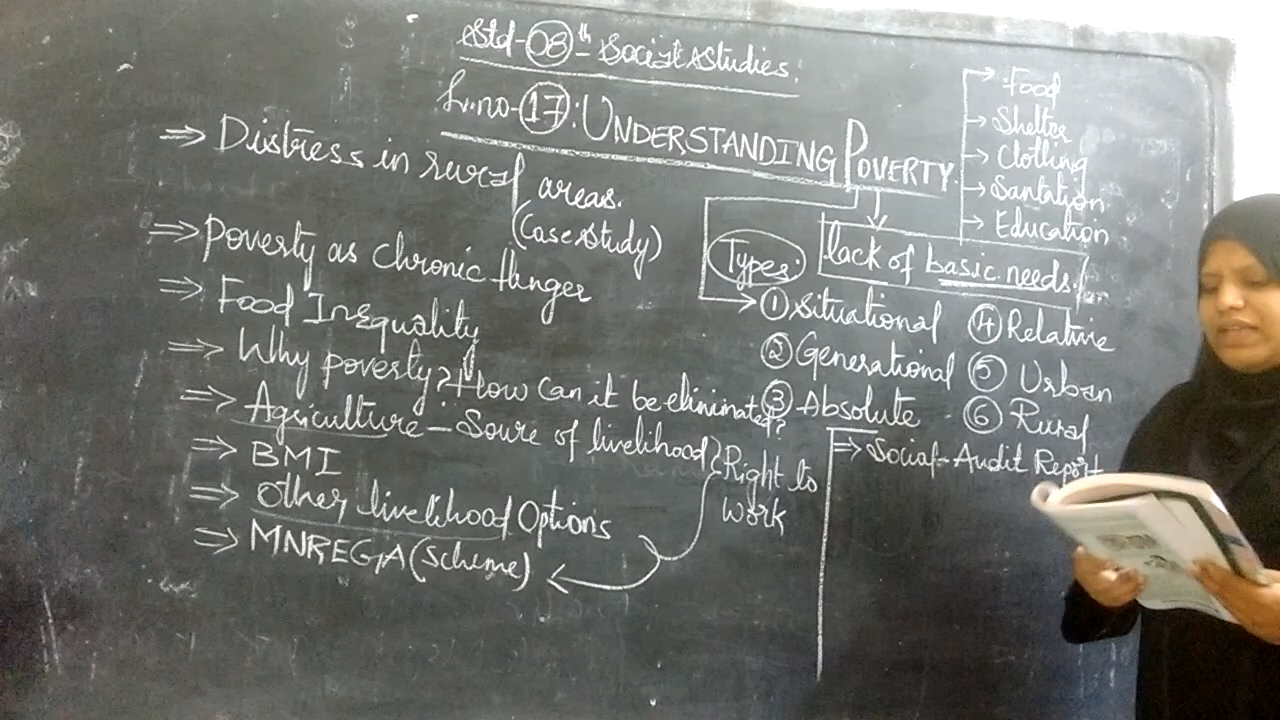 Std-08th Social Studies.
L.no-17: UNDERSTANDING POVERTY
Food
Shelter
Clothing
Santation
Education
lack of basic needs.
Types:
① Situational
② Generational
③ Absolute
④ Relative
⑤ Urban
⑥ Rural
⇒ Distress in rural areas.
(Case study)
⇒ Poverty as chronic Hunger
⇒ Food Inequality
⇒ Why poverty? How can it be eliminated?
⇒ Agriculture - Soure of livelihood
⇒ BMI
⇒ Other livelihood Options
⇒ MNREGA (Scheme)
Right to
work
⇒ Social-Audit Report